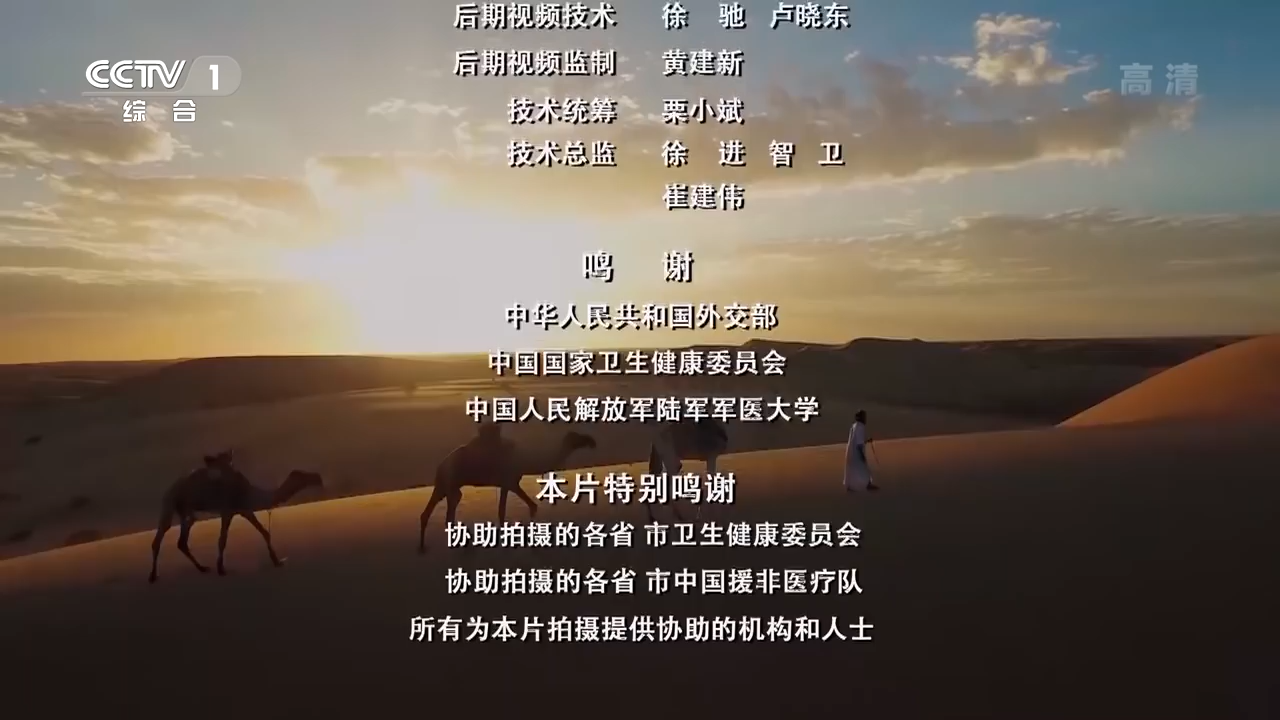 后期视频技术 徐 驰 卢晓东
后期视频监制 黄建新
CCTV 1
综合
高清
技术统筹 栗小斌
技术总监 徐 进 智 卫
崔建伟
鸣 谢
中华人民共和国外交部
中国国家卫生健康委员会
中国人民解放军陆军军医大学
本片特别鸣谢
协助拍摄的各省 市卫生健康委员会
协助拍摄的各省 市中国援非医疗队
所有为本片拍摄提供协助的机构和人士